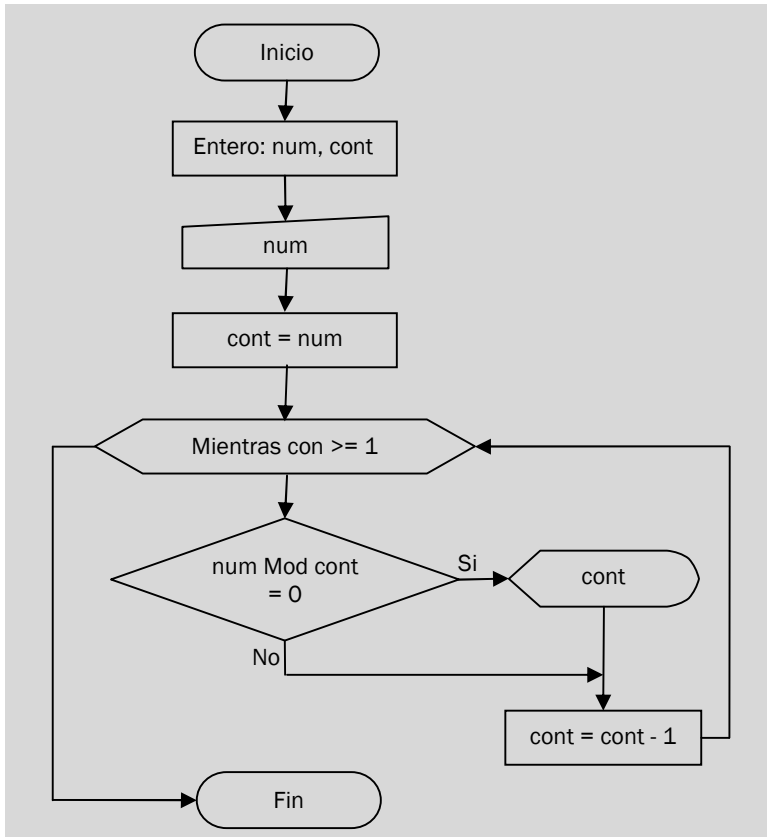 Inicio
Entero: num, cont
num
cont = num
Mientras con >= 1
num Mod cont
= 0
Si
cont
No
cont = cont - 1
Fin